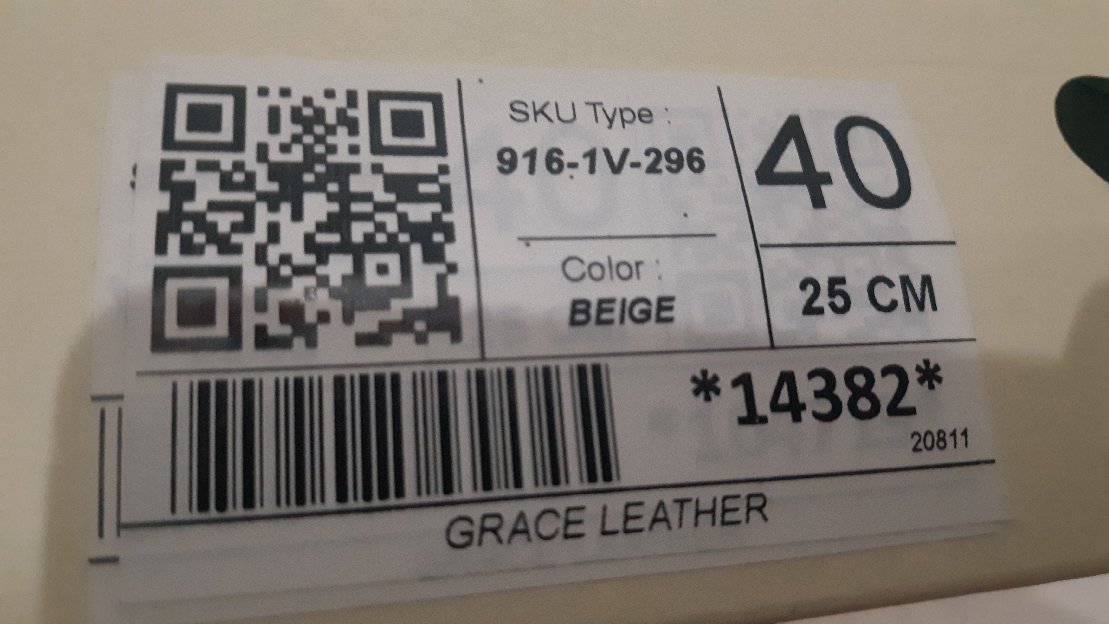 SKU Type :
916-1V-296
Color :
BEIGE
40
25 CM
*14382*
20811
GRACE LEATHER